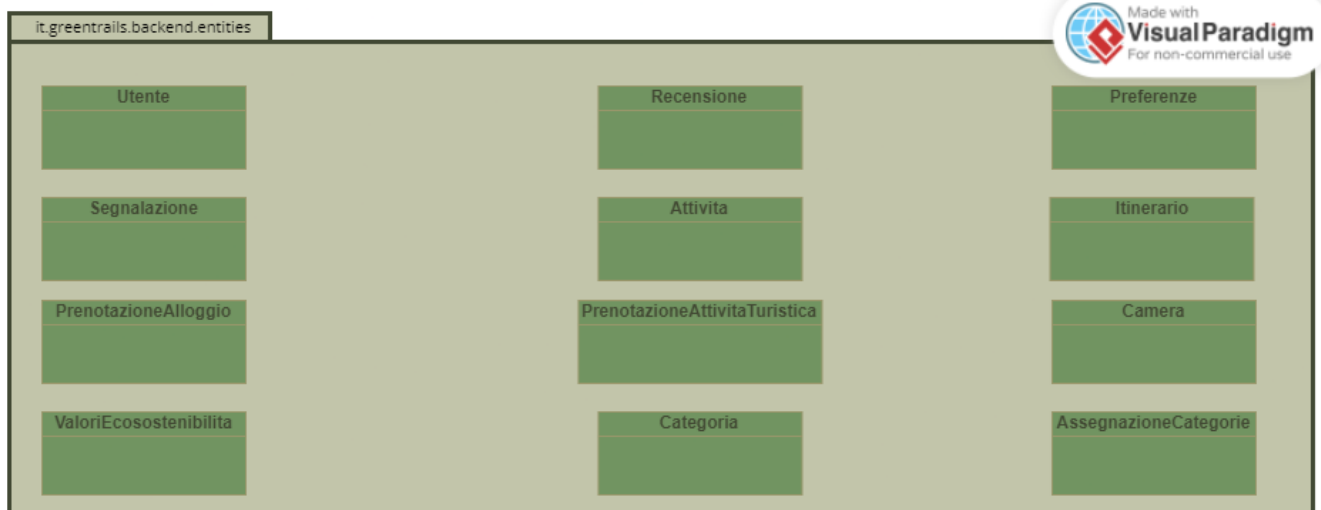 it.greentrails.backend.entities
Made with
Visual Paradigm
For non-commercial use
Utente
Recensione
Preferenze
Segnalazione
Attivita
Itinerario
PrenotazioneAlloggio
PrenotazioneAttivitaTuristica
Camera
ValoriEcosostenibilita
Categoria
AssegnazioneCategorie